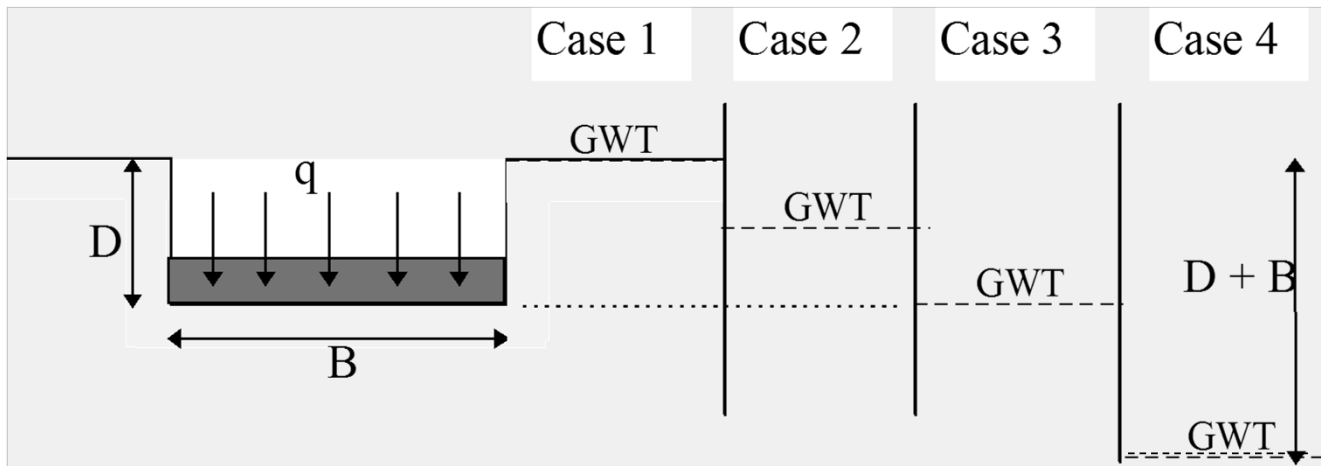 Case 1
Case 2
Case 3
Case 4
GWT
q
GWT
D
GWT
D + B
B
GWT